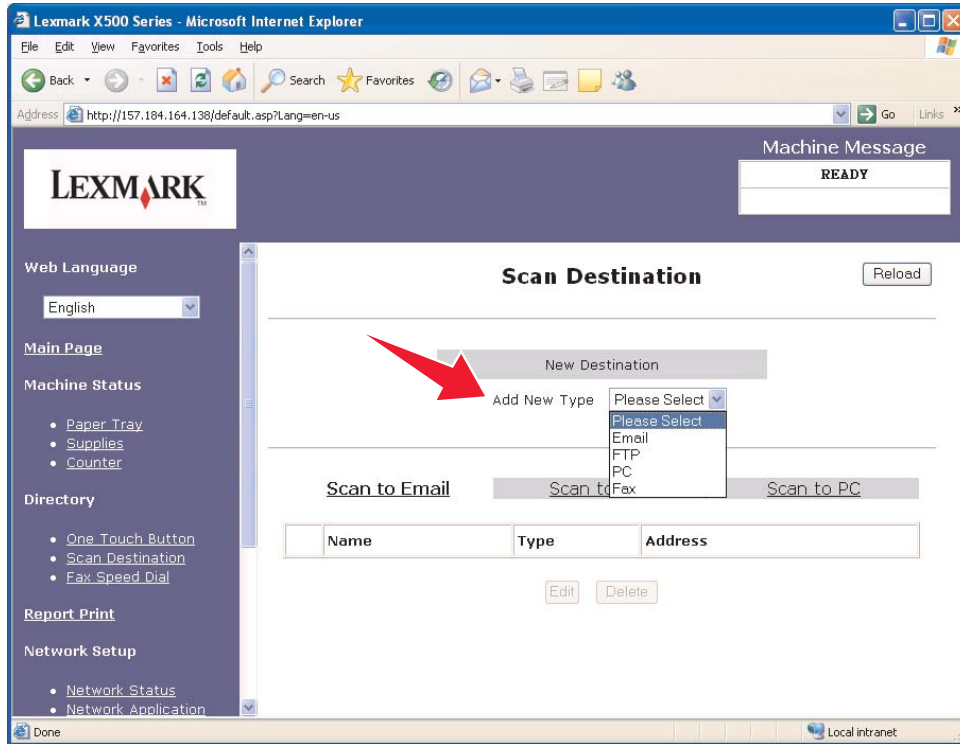 Lexmark X500 Series - Microsoft Internet Explorer
File Edit View Favorites Tools Help
Back Search Favorites
Address http://157.184.164.138/default.asp?Lang=en-us Go Links »
LEXMARK TM
Machine Message
READY
Web Language
English
Main Page
Machine Status
• Paper Tray
• Supplies
• Counter
Directory
• One Touch Button
• Scan Destination
• Fax Speed Dial
Report Print
Network Setup
• Network Status
• Network Application
Scan Destination Reload
New Destination
Add New Type Please Select
Please Select
Email
FTP
PC
Fax
Scan to Email Scan to Scan to PC
Name Type Address
Edit Delete
Done Local intranet